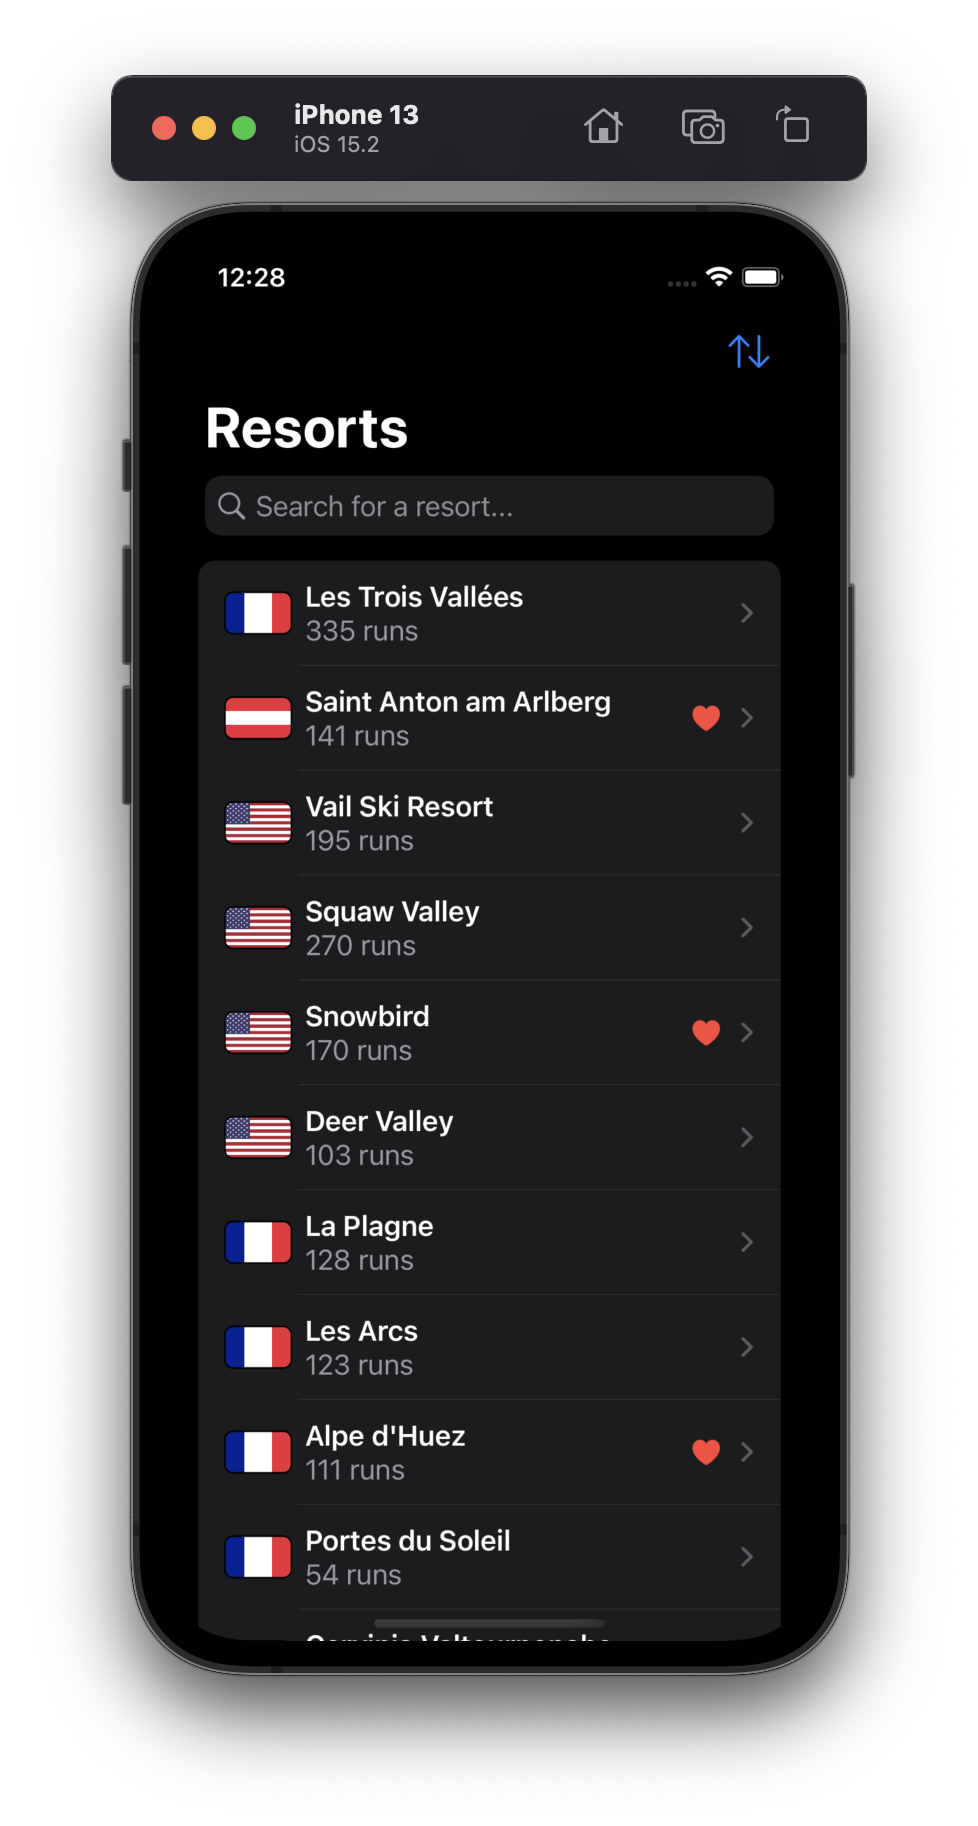 iPhone 13
iOS 15.2
12:28
Resorts
Search for a resort...
Les Trois Vallées
335 runs
Saint Anton am Arlberg
141 runs
Vail Ski Resort
195 runs
Squaw Valley
270 runs
Snowbird
170 runs
Deer Valley
103 runs
La Plagne
128 runs
Les Arcs
123 runs
Alpe d'Huez
111 runs
Portes du Soleil
54 runs